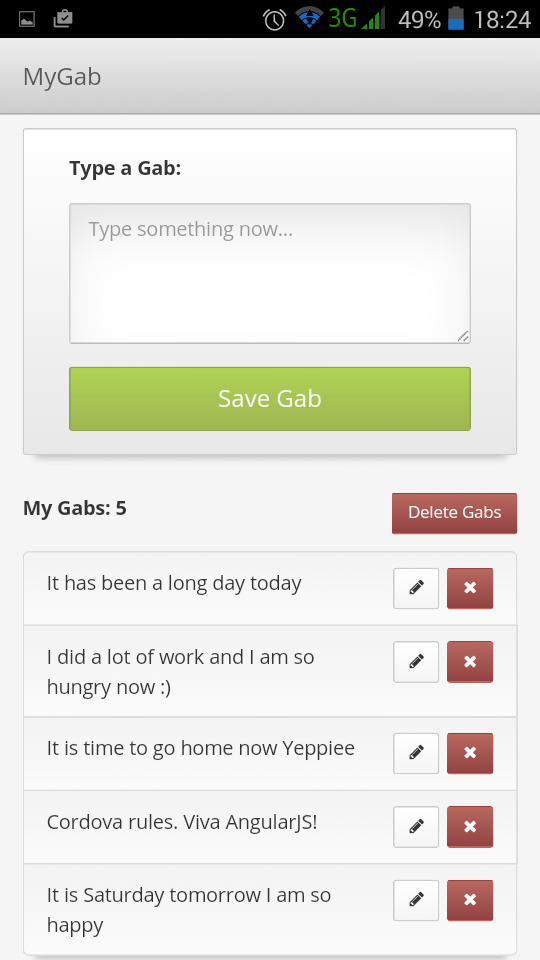 3G 49% 18:24
MyGab
Type a Gab:
Type something now...
Save Gab
My Gabs: 5
Delete Gabs
It has been a long day today
I did a lot of work and I am so
hungry now :)
It is time to go home now Yeppiee
Cordova rules. Viva AngularJS!
It is Saturday tomorrow I am so
happy